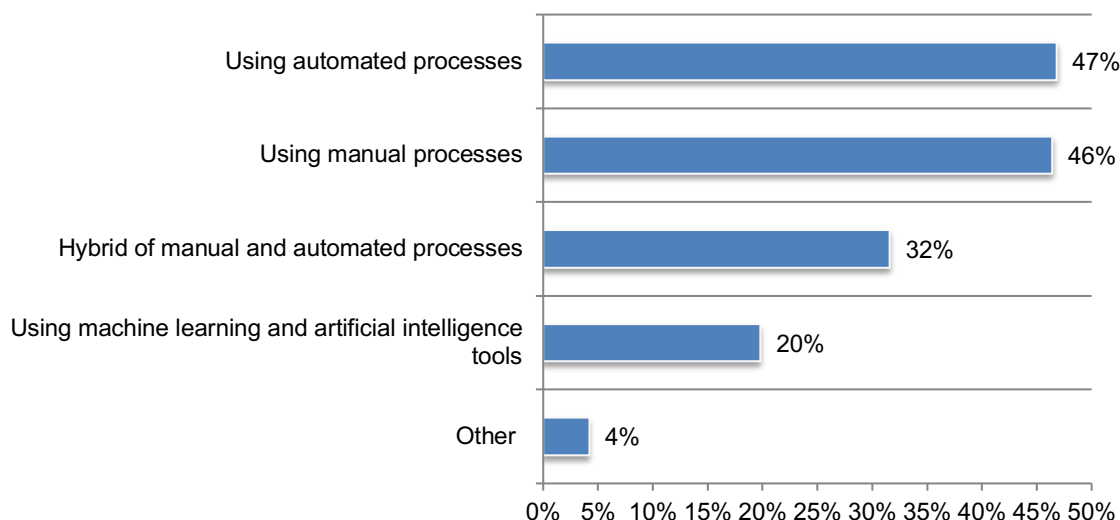 Using automated processes 47%
Using manual processes 46%
Hybrid of manual and automated processes 32%
Using machine learning and artificial intelligence
tools 20%
Other 4%
0% 5% 10% 15% 20% 25% 30% 35% 40% 45% 50%